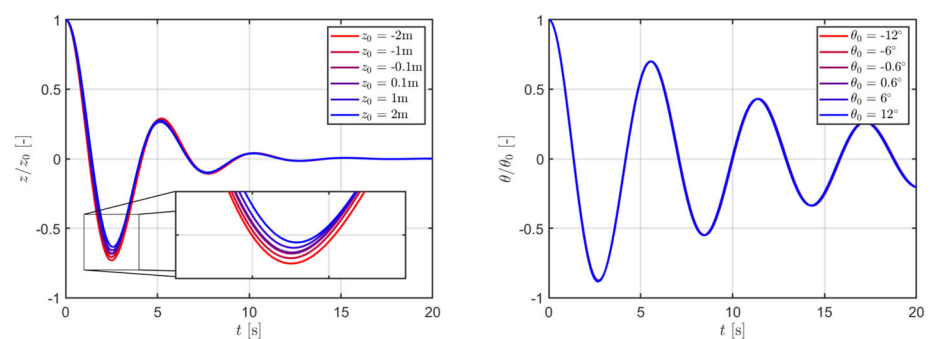 1
0.5
0
-0.5
-1
z/z₀ [-]
z₀ = -2m
z₀ = -1m
z₀ = -0.1m
z₀ = 0.1m
z₀ = 1m
z₀ = 2m
0 5 10 15 20
t [s]
1
0.5
0
-0.5
-1
θ/θ₀ [-]
θ₀ = -12°
θ₀ = -6°
θ₀ = -0.6°
θ₀ = 0.6°
θ₀ = 6°
θ₀ = 12°
0 5 10 15 20
t [s]